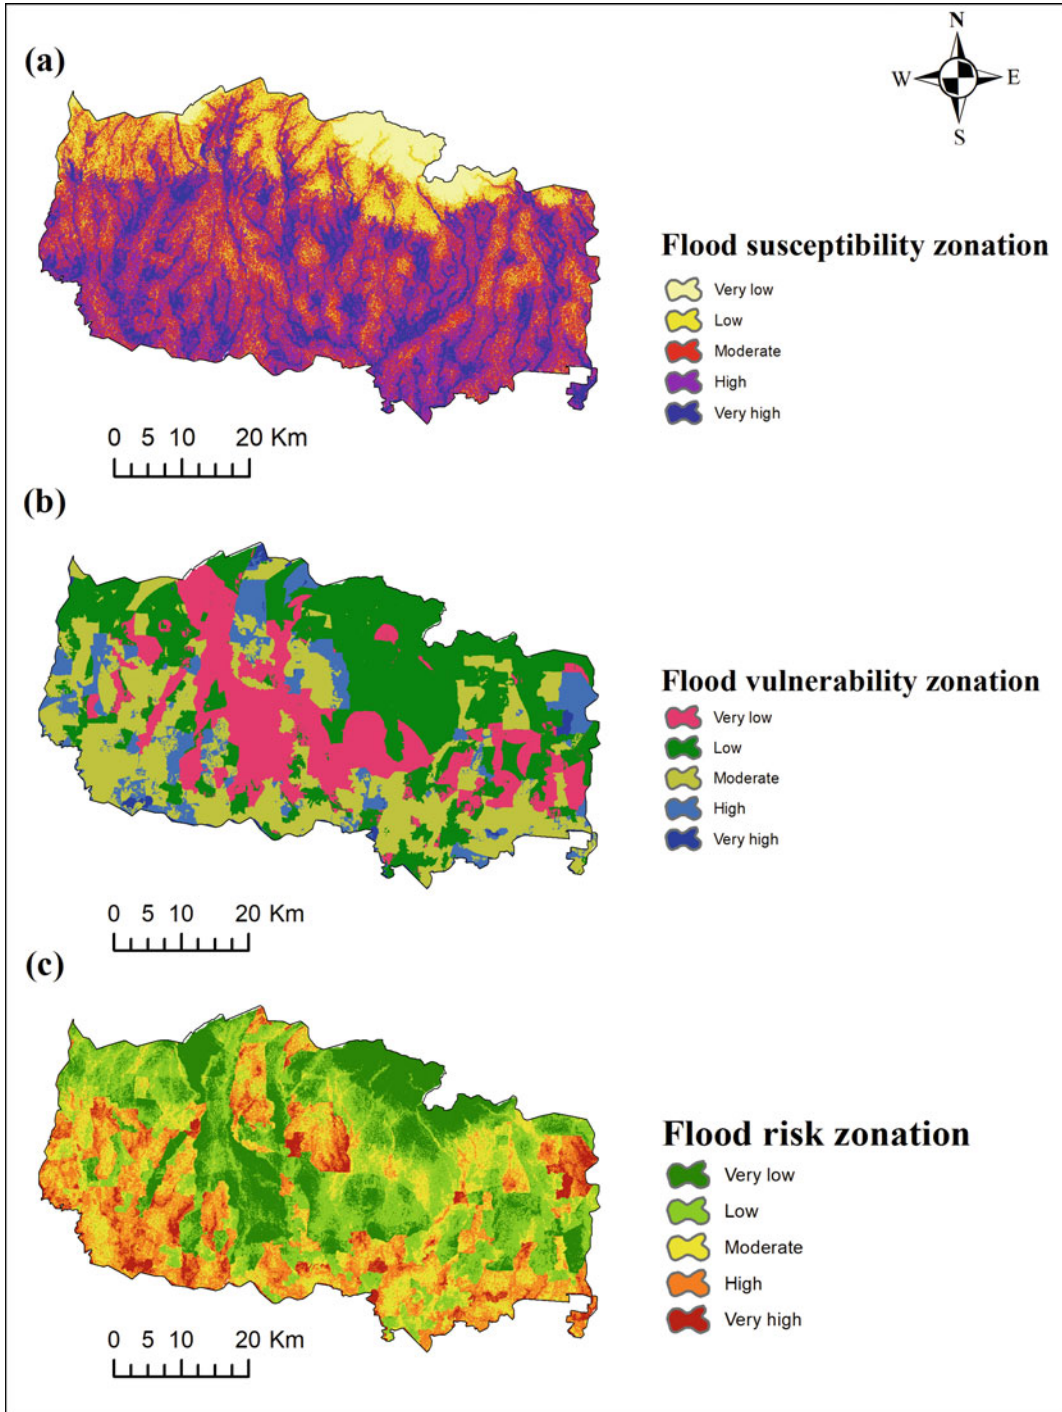 N
(a)
W E
S
Flood susceptibility zonation
Very low
Low
Moderate
High
Very high
0 5 10 20 Km
(b)
Flood vulnerability zonation
Very low
Low
Moderate
High
Very high
0 5 10 20 Km
(c)
Flood risk zonation
Very low
Low
Moderate
High
Very high
0 5 10 20 Km